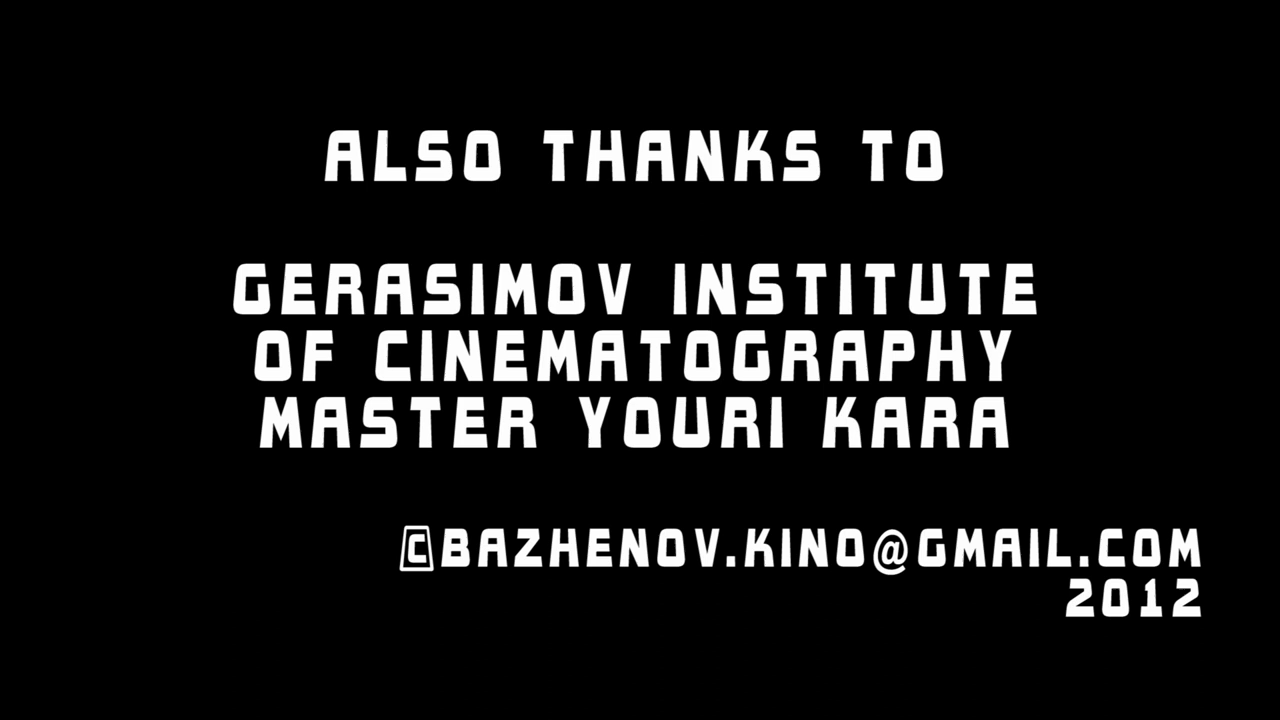 ALSO THANKS TO
GERASIMOV INSTITUTE
OF CINEMATOGRAPHY
MASTER YOURI KARA
©BAZHENOV.KINO@GMAIL.COM
2012